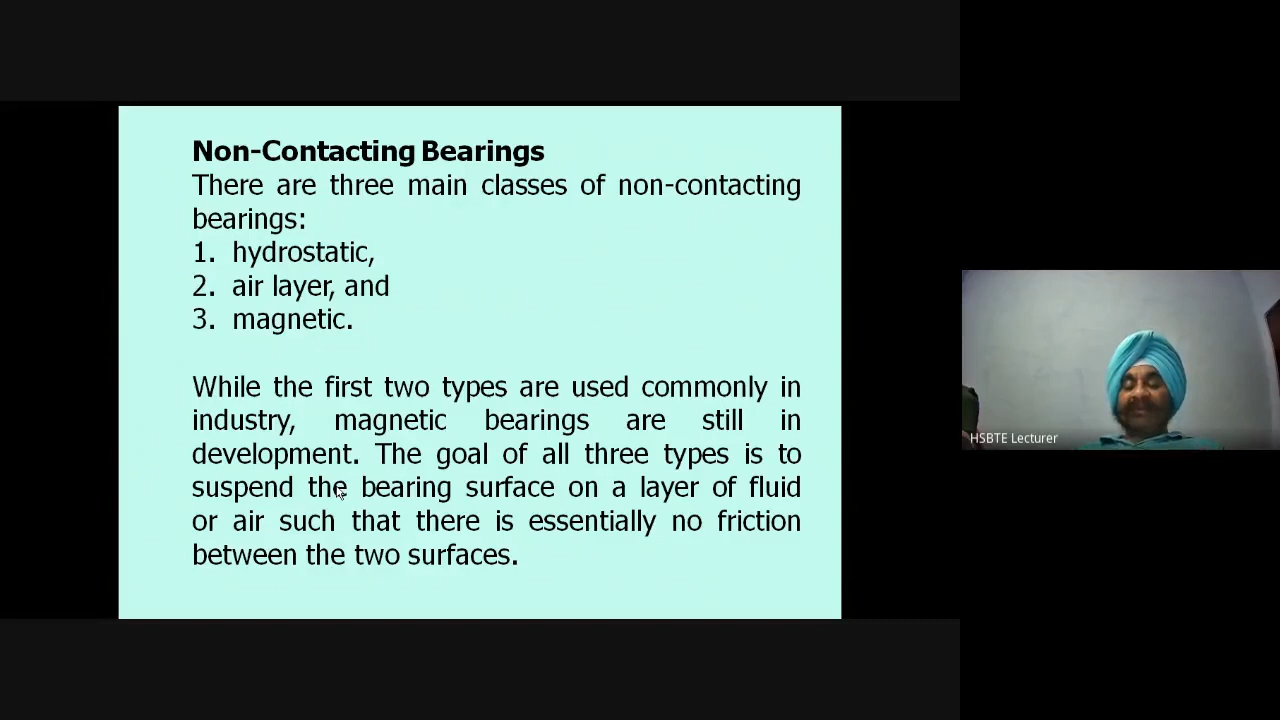 Non-Contacting Bearings
There are three main classes of non-contacting
bearings:
1. hydrostatic,
2. air layer, and
3. magnetic.
While the first two types are used commonly in
industry, magnetic bearings are still in
development. The goal of all three types is to
suspend the bearing surface on a layer of fluid
or air such that there is essentially no friction
between the two surfaces.
HSBTE Lecturer